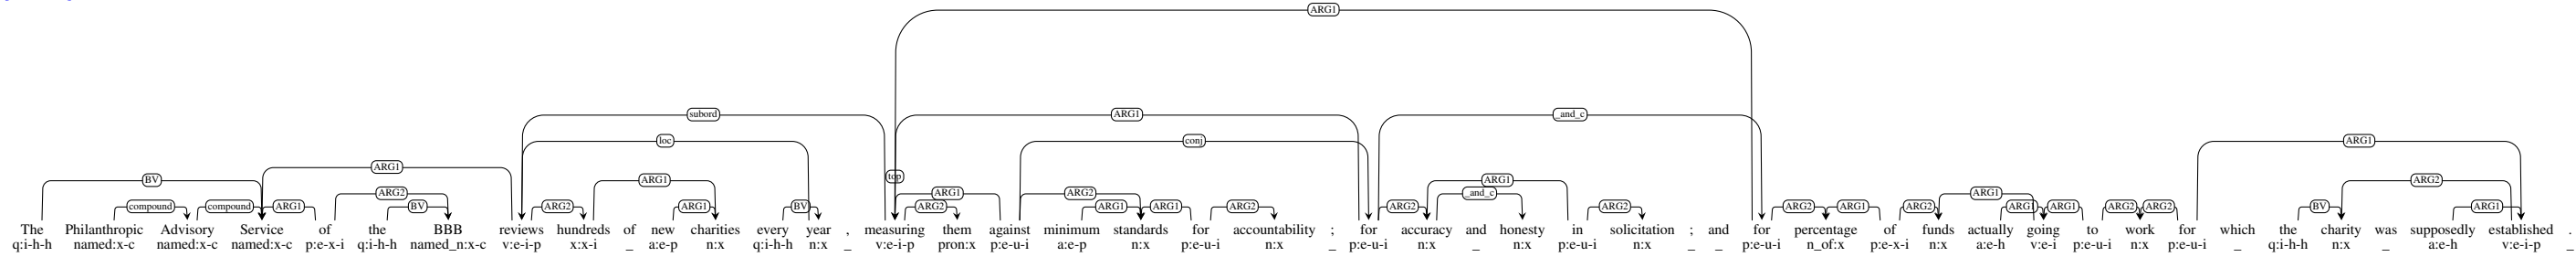 ARG1
subord ARG1 _and_c
loc conj ARG1
ARG1
BV ARG1 top ARG1 ARG2
ARG2 ARG1 ARG2 _and_c ARG1
compound compound ARG1 BV ARG2 ARG1 BV ARG2 ARG1 ARG1 ARG2 ARG2 ARG2 ARG2 ARG1 ARG2 ARG1 ARG1 ARG2 ARG2 BV ARG1
The Philanthropic Advisory Service of the BBB reviews hundreds of new charities every year , measuring them against minimum standards for accountability ; for accuracy and honesty in solicitation ; and for percentage of funds actually going to work for which the charity was supposedly established .
q:i-h-h named:x-c named:x-c named:x-c p:e-x-i q:i-h-h named_n:x-c v:e-i-p x:x-i _ a:e-p n:x q:i-h-h n:x _ v:e-i-p pron:x p:e-u-i a:e-p n:x p:e-u-i n:x _ p:e-u-i n:x _ n:x p:e-u-i n:x _ _ p:e-u-i n_of:x p:e-x-i n:x a:e-h v:e-i p:e-u-i n:x p:e-u-i _ q:i-h-h n:x _ a:e-h v:e-i-p _